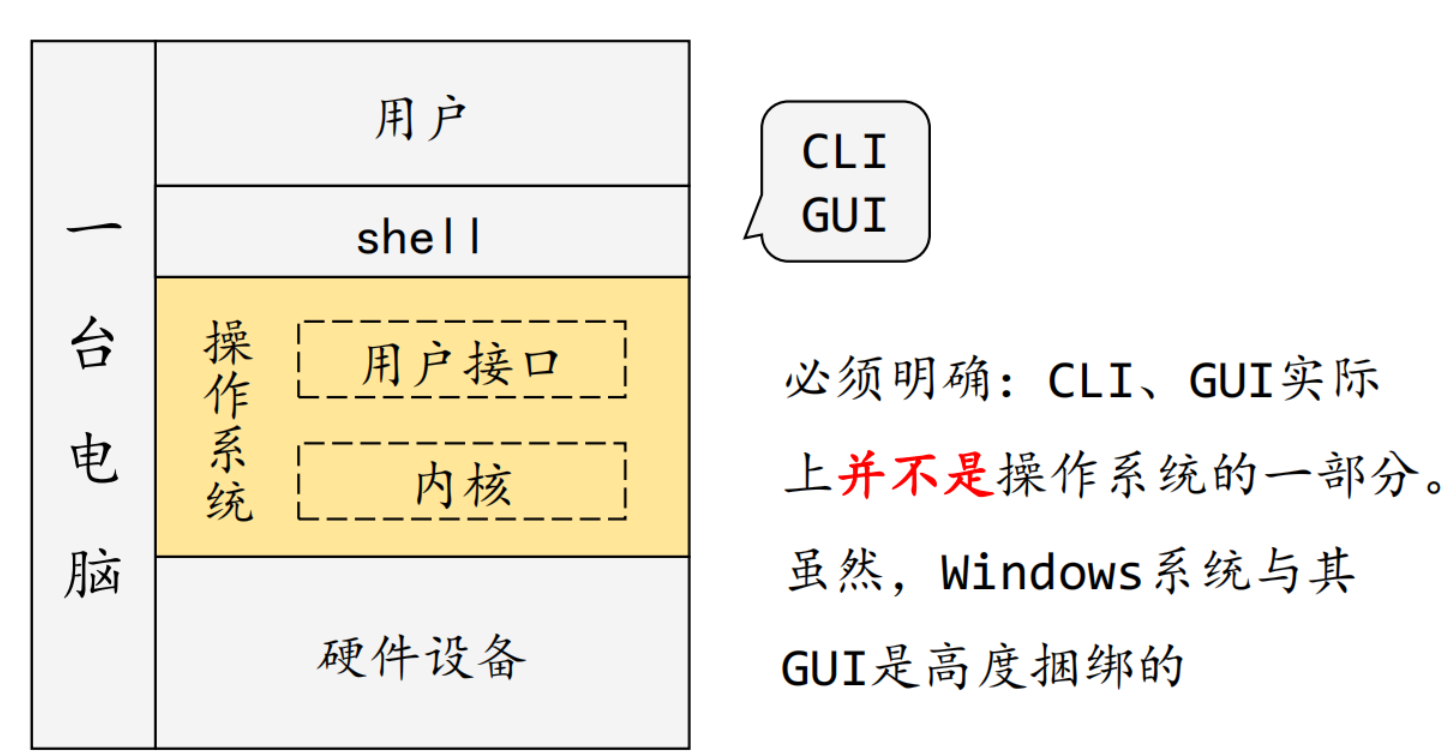 一台电脑
用户
shell
操作系统
用户接口
内核
硬件设备
CLI
GUI
必须明确：CLI、GUI实际
上并不是操作系统的一部分。
虽然，Windows系统与其
GUI是高度捆绑的